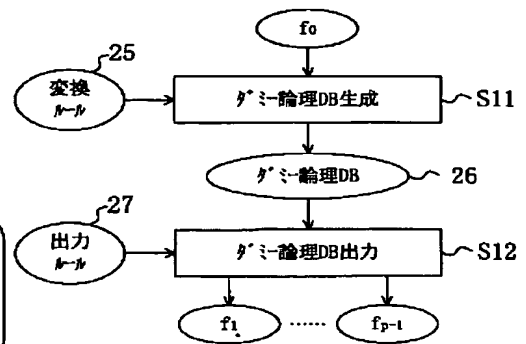 f0
25
変換
ルール
ダミー論理DB生成
S11
ダミー論理DB
26
27
出力
ルール
ダミー論理DB出力
S12
f1
……
fp-1